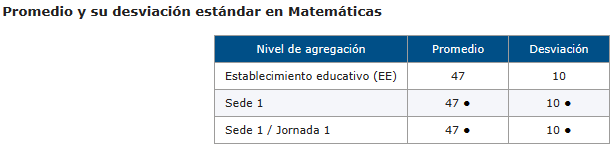 Promedio y su desviación estándar en Matemáticas
Nivel de agregación Promedio Desviación
Establecimiento educativo (EE) 47 10
Sede 1 47 ● 10 ●
Sede 1 / Jornada 1 47 ● 10 ●